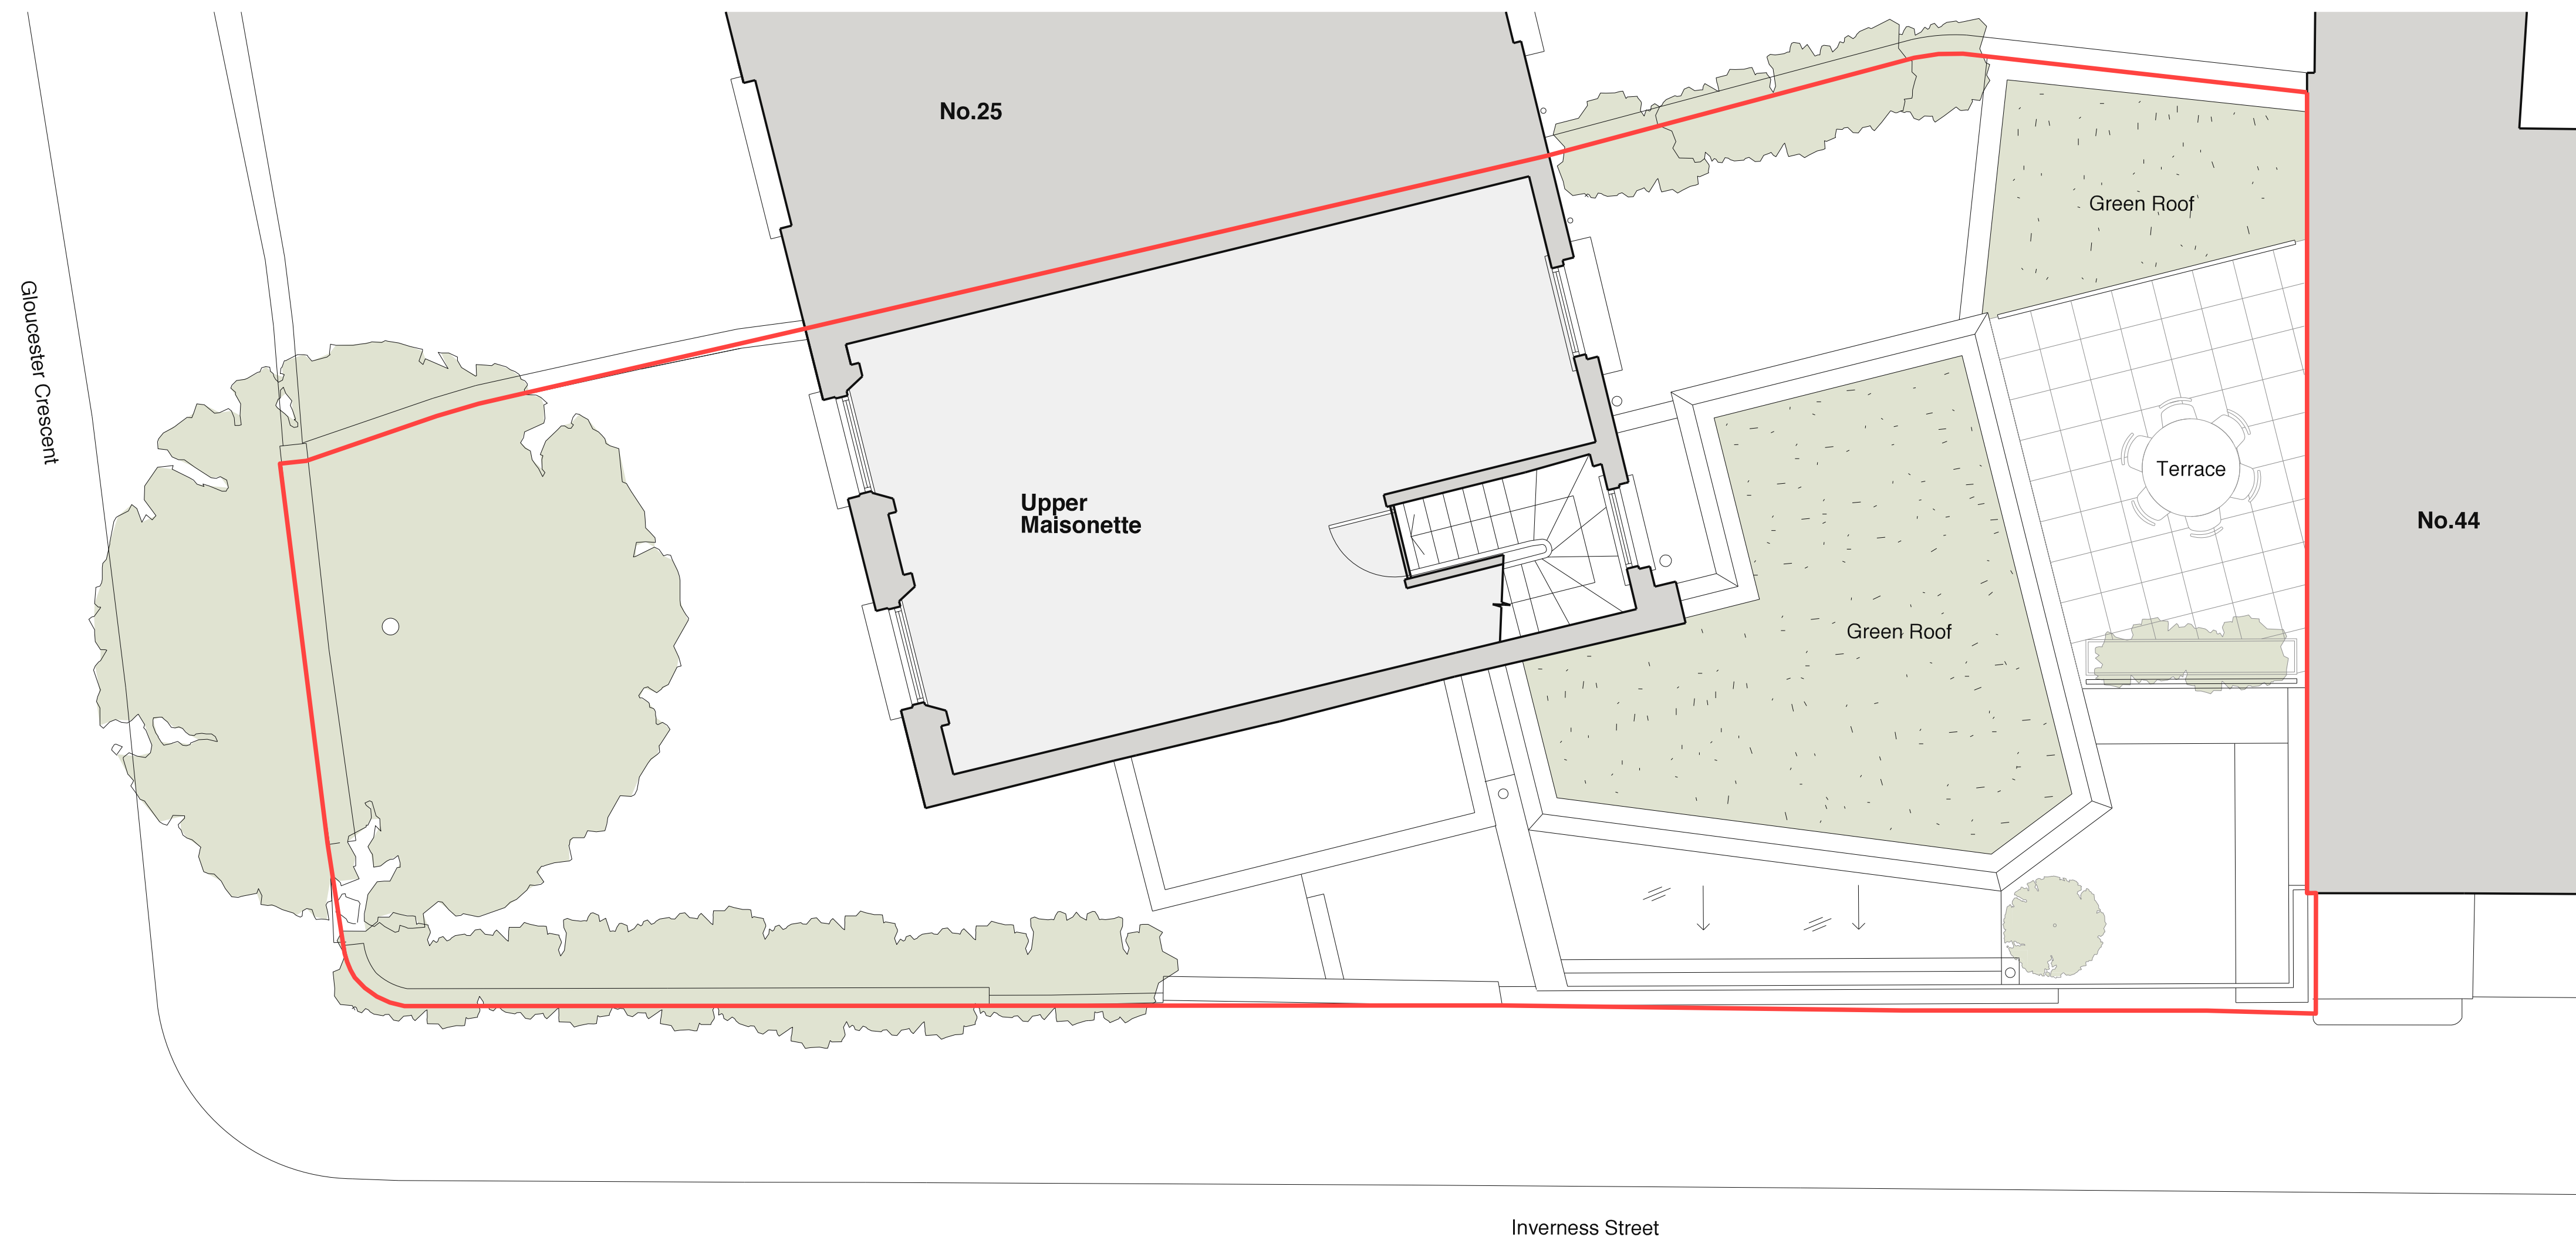 No.25
Green Roof
Gloucester Crescent
Terrace
Upper
Maisonette
No.44
Green Roof
Inverness Street